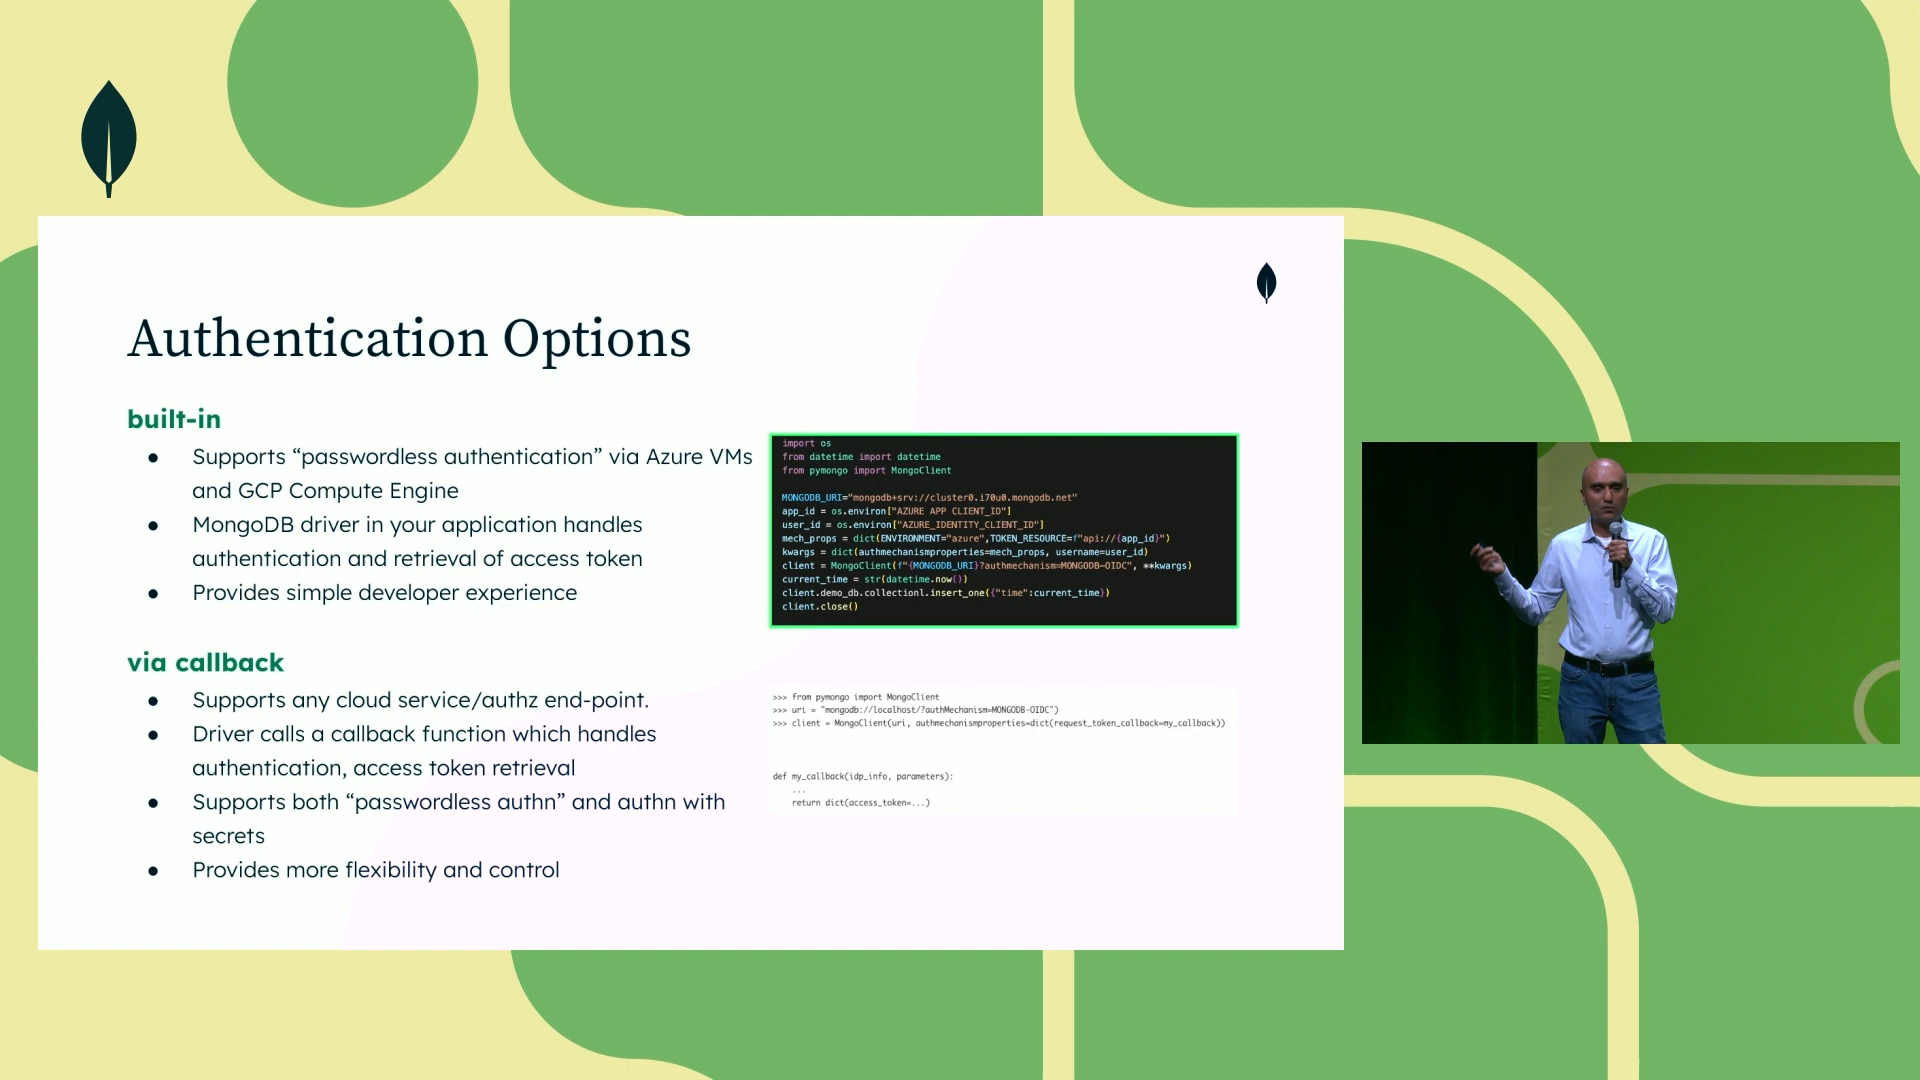 Authentication Options
built-in
● Supports “passwordless authentication” via Azure VMs
and GCP Compute Engine
● MongoDB driver in your application handles
authentication and retrieval of access token
● Provides simple developer experience
via callback
● Supports any cloud service/authz end-point.
● Driver calls a callback function which handles
authentication, access token retrieval
● Supports both “passwordless authn” and authn with
secrets
● Provides more flexibility and control
import os
from datetime import datetime
from pymongo import MongoClient
MONGODB_URI="mongodb+srv://cluster0.i70u0.mongodb.net"
app_id = os.environ["AZURE_APP_CLIENT_ID"]
user_id = os.environ["AZURE_IDENTITY_CLIENT_ID"]
mech_props = dict(ENVIRONMENT="azure",TOKEN_RESOURCE=f"api://{app_id}")
kwargs = dict(authmechanismproperties=mech_props, username=user_id)
client = MongoClient(f"{MONGODB_URI}?authmechanism=MONGODB-OIDC", **kwargs)
current_time = str(datetime.now())
client.demo_db.collection1.insert_one({"time":current_time})
client.close()
>>> from pymongo import MongoClient
>>> uri = "mongodb://localhost/?authMechanism=MONGODB-OIDC")
>>> client = MongoClient(uri, authmechanismproperties=dict(request_token_callback=my_callback))
def my_callback(idp_info, parameters):
...
return dict(access_token=...)